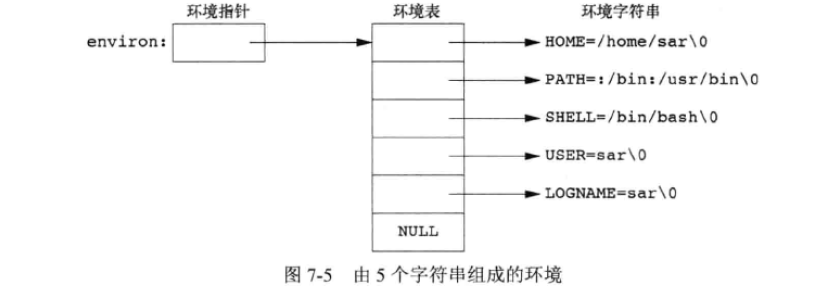 环境指针 环境表 环境字符串
environ: HOME=/home/sar\0
PATH=:/bin:/usr/bin\0
SHELL=/bin/bash\0
USER=sar\0
LOGNAME=sar\0
NULL
图 7-5 由 5 个字符串组成的环境